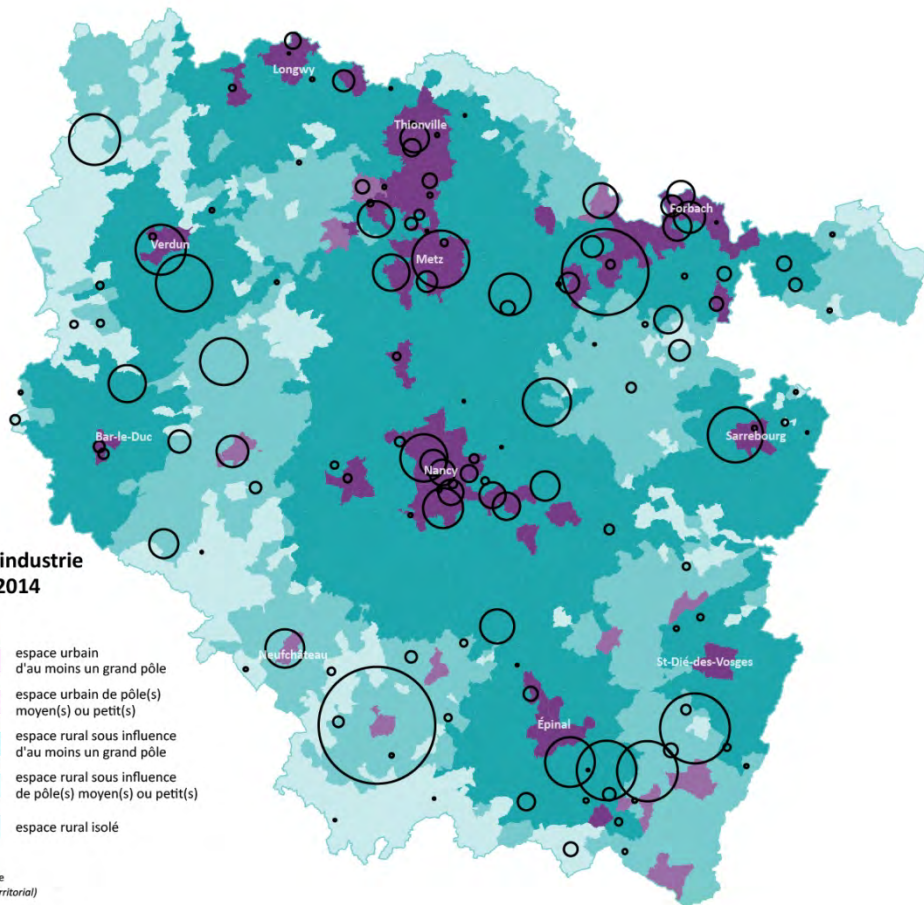 Longwy
Thionville
Forbach
Verdun
Metz
Bar-le-Duc
Nancy
Sarrebourg
industrie
2014
Neufchâteau
St-Dié-des-Vosges
Épinal
espace urbain
d'au moins un grand pôle
espace urbain de pôle(s)
moyen(s) ou petit(s)
espace rural sous influence
d'au moins un grand pôle
espace rural sous influence
de pôle(s) moyen(s) ou petit(s)
espace rural isolé
e
rritorial)